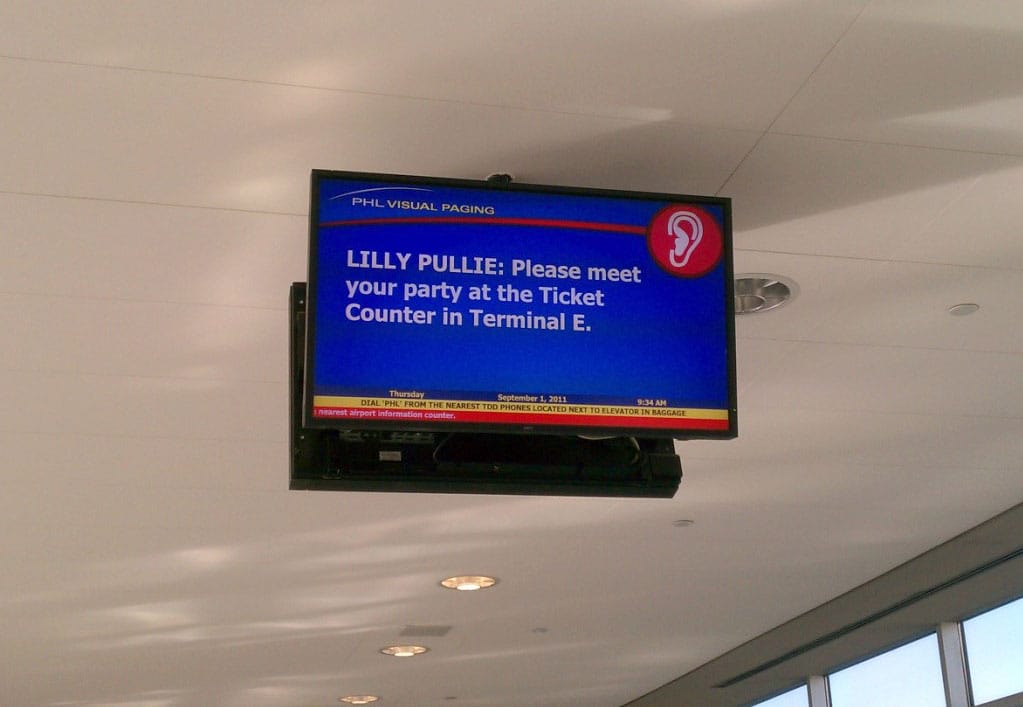 PHL VISUAL PAGING
LILLY PULLIE: Please meet
your party at the Ticket
Counter in Terminal E.
Thursday September 1, 2011 9:34 AM
DIAL 'PHL' FROM THE NEAREST TDD PHONES LOCATED NEXT TO ELEVATOR IN BAGGAGE
nearest airport information counter.